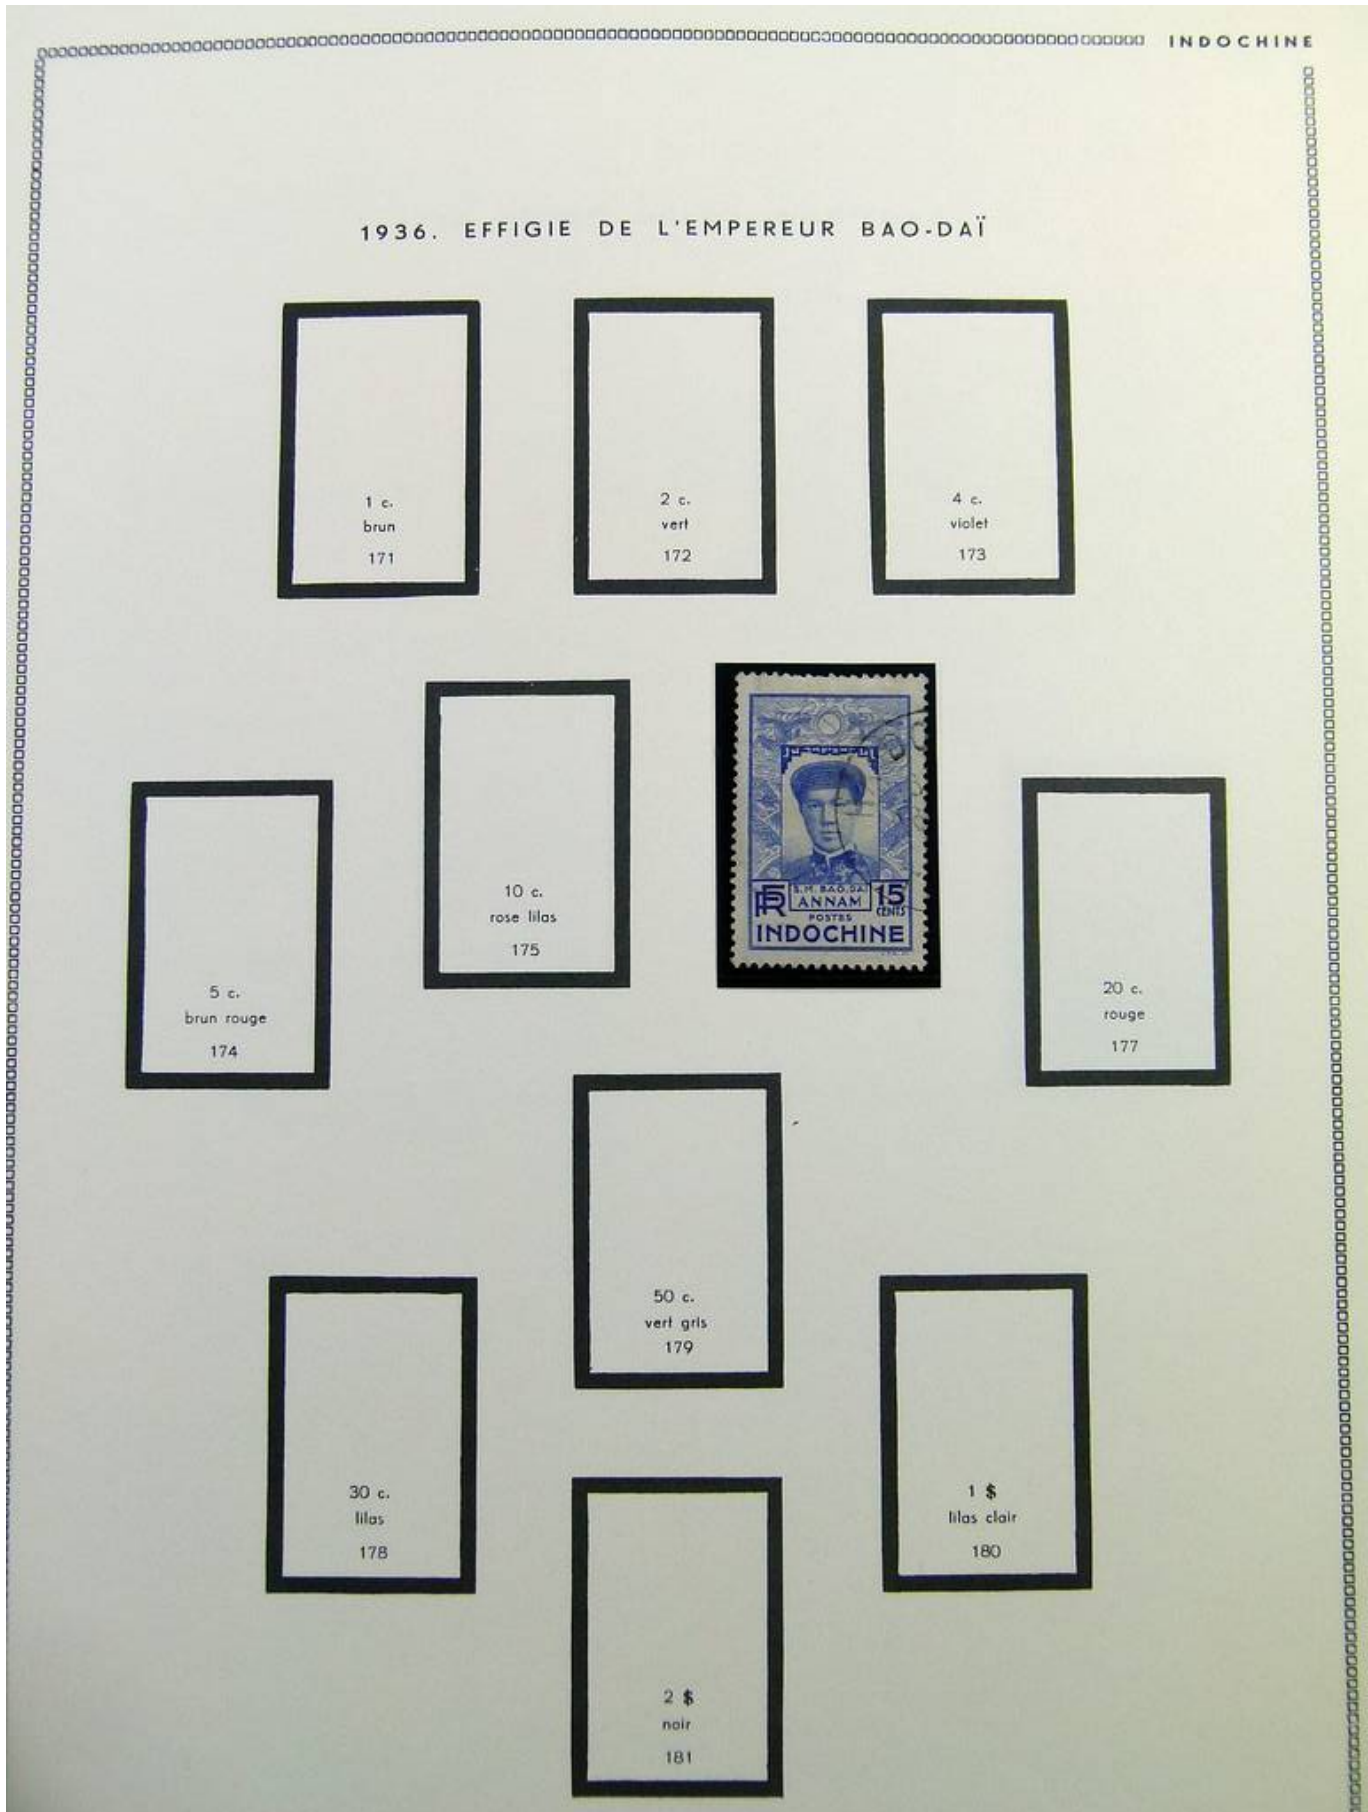 INDOCHINE
1936. EFFIGIE DE L'EMPEREUR BAO-DAÏ
1 c.
brun
171
2 c.
vert
172
4 c.
violet
173
5 c.
brun rouge
174
10 c.
rose lilas
175
S.M. BAO.DAI
RF ANNAM 15
POSTES CENTS
INDOCHINE
20 c.
rouge
177
30 c.
lilas
178
50 c.
vert gris
179
1 $
lilas clair
180
2 $
noir
181